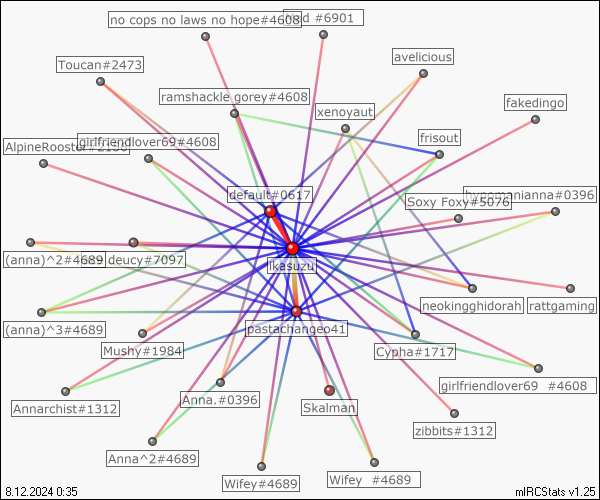 no cops no laws no hope#4608
#6901
Toucan#2473
avelicious
ramshackle gorey#4608
xenoyaut
fakedingo
AlpineRooster#2156
girlfriendlover69#4608
frisout
default#0617
hypomanianna#0396
Soxy Foxy#5076
(anna)^2#4689
deucy#7097
ikasuzu
neokingghidorah
rattgaming
(anna)^3#4689
pastachangeo41
Mushy#1984
Cypha#1717
girlfriendlover69 #4608
Annarchist#1312
Anna.#0396
Skalman
zibbits#1312
Anna^2#4689
Wifey#4689
Wifey #4689
8.12.2024 0:35
mIRCStats v1.25